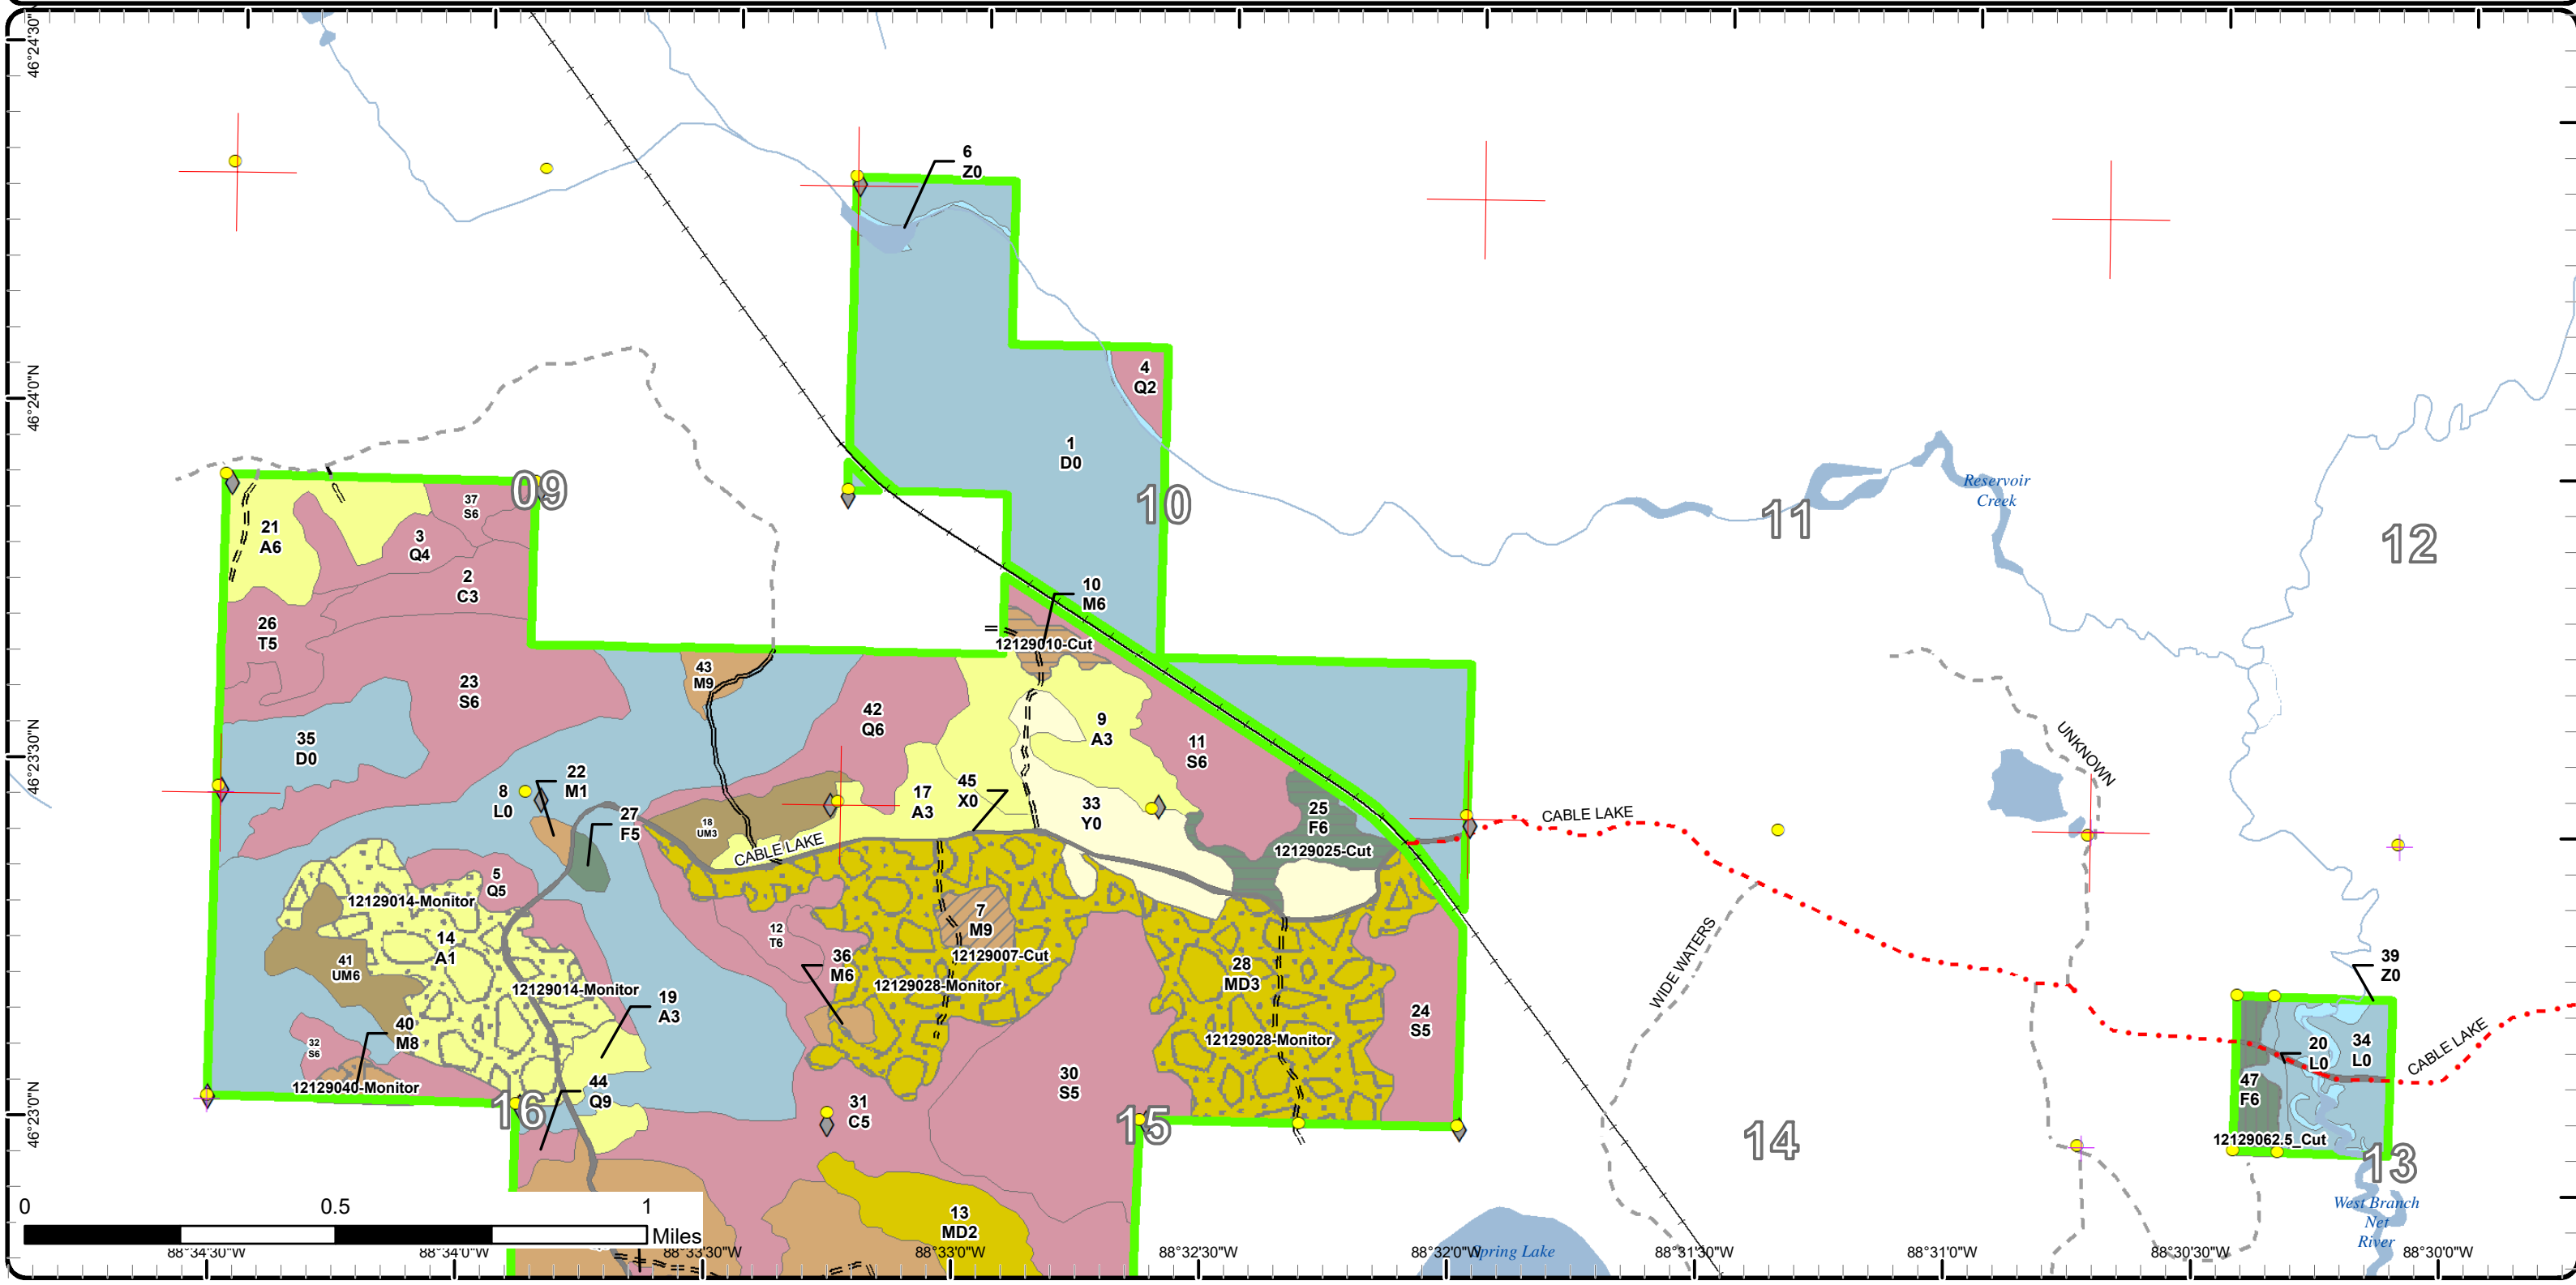 46°24'30"
6
Z0
4
Q2
46°24'0"N
1
D0
Reservoir
Creek
09
10
11
12
37
S6
21
A6
3
Q4
2
C3
10
M6
26
T5
12129010-Cut
43
M9
23
S6
42
Q6
9
A3
11
S6
35
D0
UNKNOWN
46°23'30"N
22
M1
8
L0
45
X0
17
A3
33
Y0
25
F6
CABLE LAKE
27
F5
18
UM3
CABLE LAKE
12129025-Cut
5
Q5
12129014-Monitor
7
M9
12
T6
14
A1
12129007-Cut
36
M6
WIDE WATERS
39
Z0
41
UM6
28
MD3
12129014-Monitor
12129028-Monitor
19
A3
24
S5
40
M8
32
S6
12129028-Monitor
20
L0
34
L0
CABLE LAKE
12129040-Monitor
44
Q9
30
S5
47
F6
46°23'0"N
16
31
C5
15
14
12129062.5_Cut
13
0
0.5
1
Miles
13
MD2
West Branch
Net
River
Spring Lake
88°34'30"W
88°34'0"W
88°33'30"W
88°33'0"W
88°32'30"W
88°32'0"W
88°31'30"W
88°31'0"W
88°30'30"W
88°30'0"W